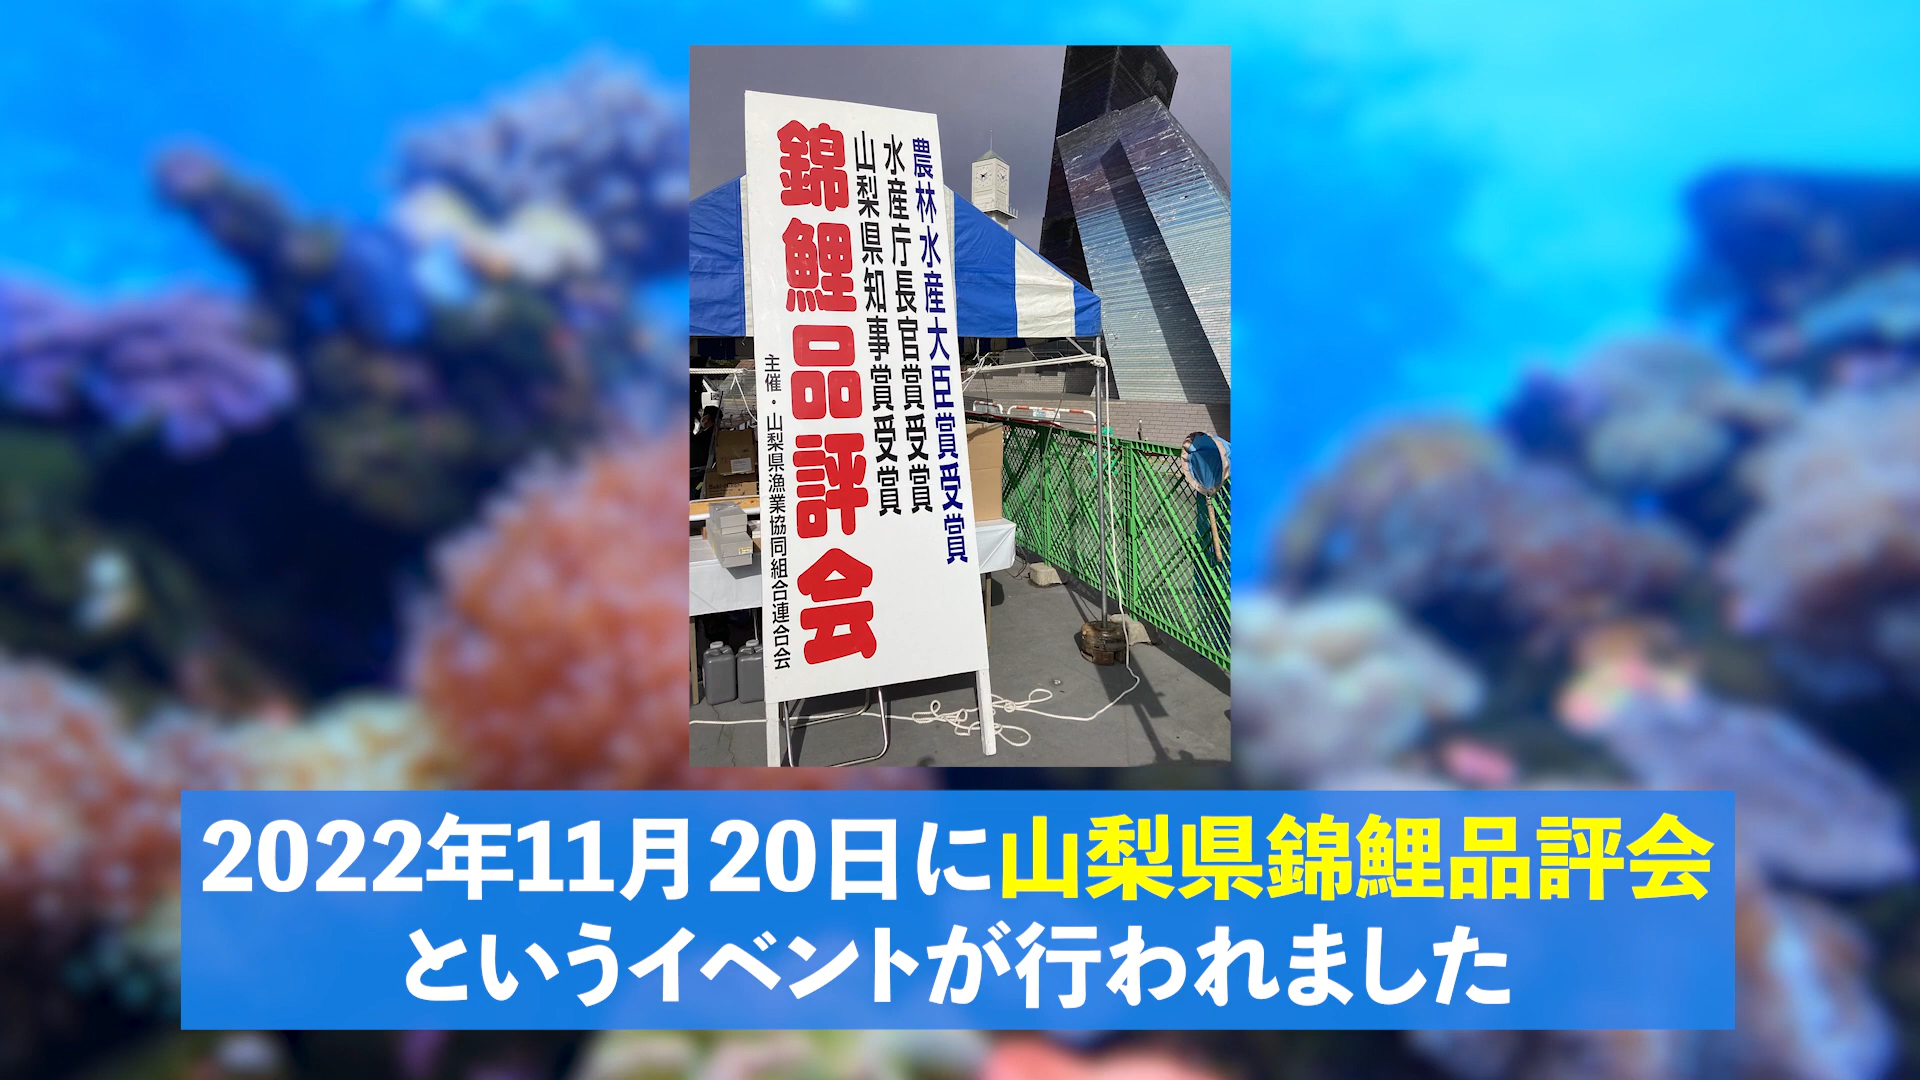 農林水産大臣賞受賞
水産庁長官賞受賞
山梨県知事賞受賞
錦鯉品評会
主催・山梨県漁業協同組合連合会
2022年11月20日に山梨県錦鯉品評会
というイベントが行われました